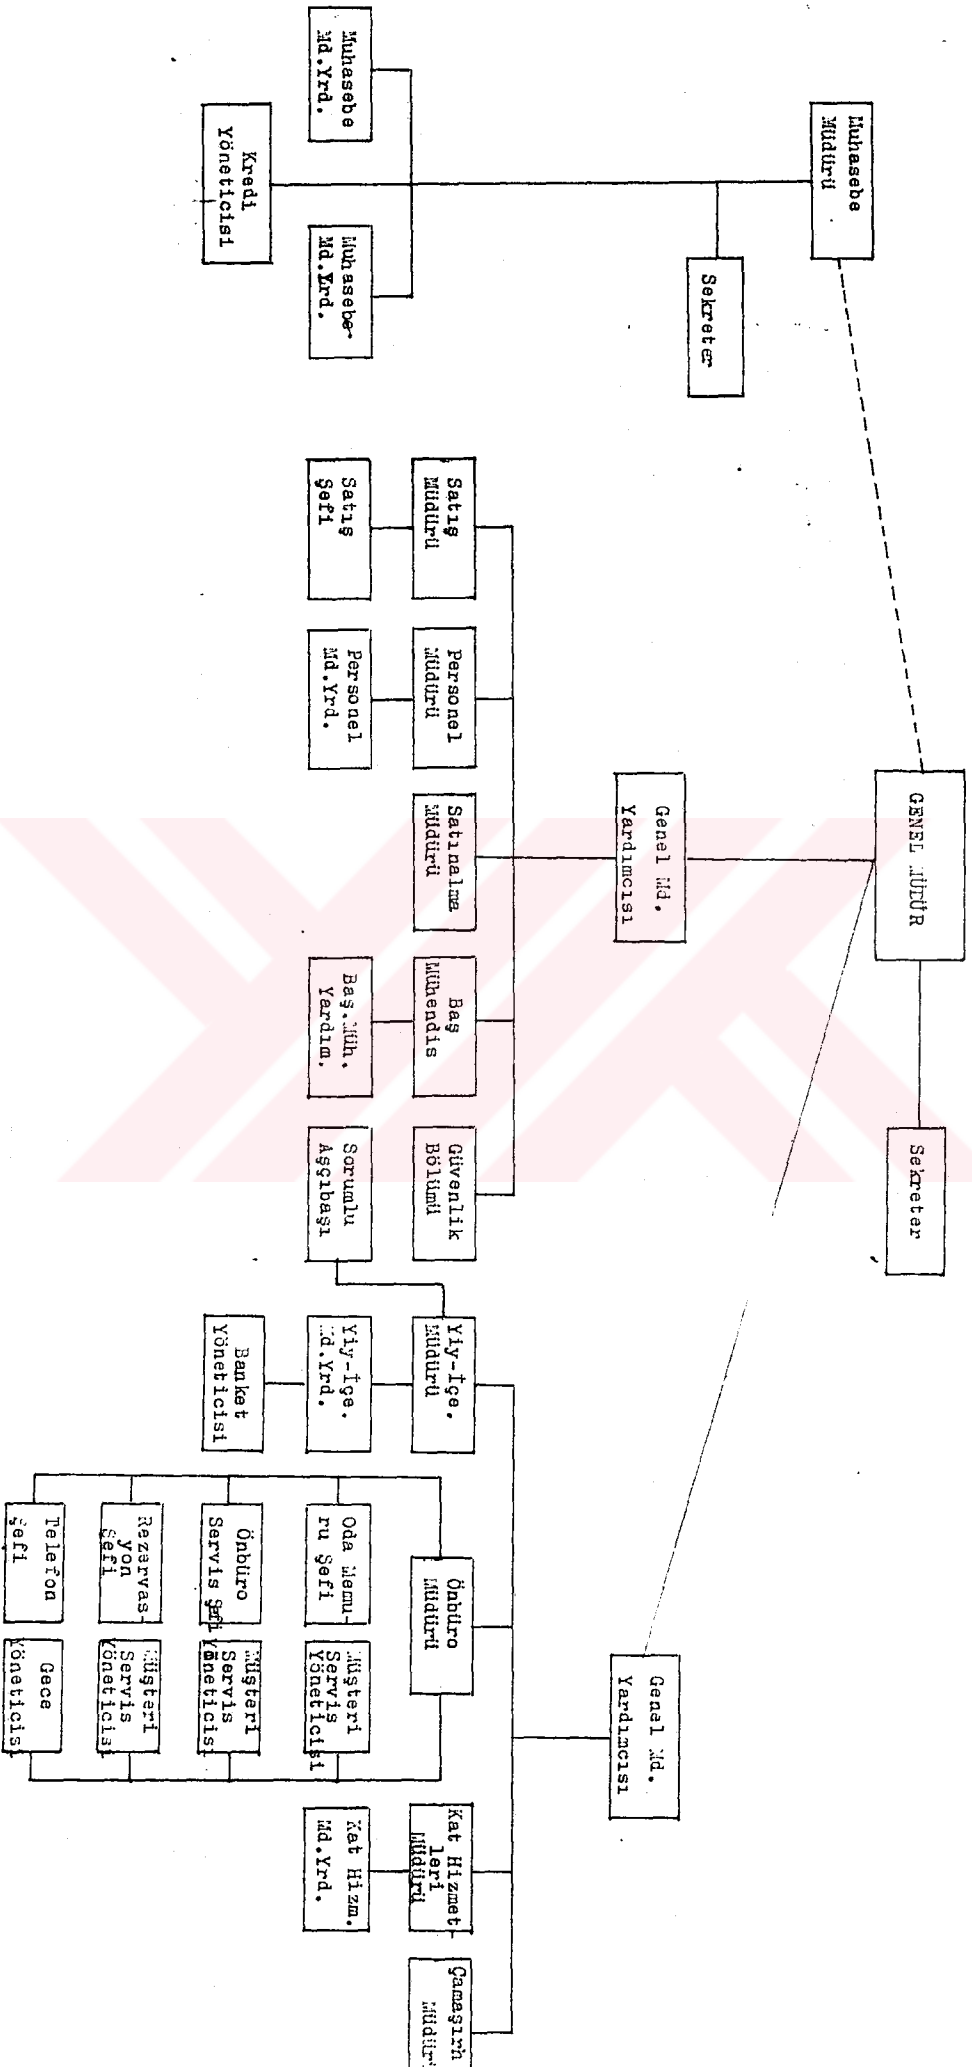 GENEL MÜDÜR
Sekreter
Muhasebe
Müdürü
Sekreter
Muhasebe
Md.Yrd.
Muhasebe
Md.Yrd.
Kredi
Yöneticisi
Genel Md.
Yardımcısı
Satış
Müdürü
Satış
Şefi
Personel
Müdürü
Personel
Md.Yrd.
Satınalma
Müdürü
Baş
Mühendis
Baş.Müh.
Yardım.
Güvenlik
Bölümü
Genel Md.
Yardımcısı
Yiy-İçe.
Müdürü
Sorumlu
Aşçıbaşı
Yiy-İçe.
Md.Yrd.
Banket
Yöneticisi
Önbüro
Müdürü
Oda Memu-
ru Şefi
Önbüro
Servis Şefi
Rezervas-
yon
Şefi
Telefon
Şefi
Müşteri
Servis
Yöneticisi
Müşteri
Servis
Yöneticisi
Müşteri
Servis
Yöneticisi
Gece
Yöneticisi
Kat Hizmet-
leri
Müdürü
Kat Hizm.
Md.Yrd.
Çamaşırh
Müdür